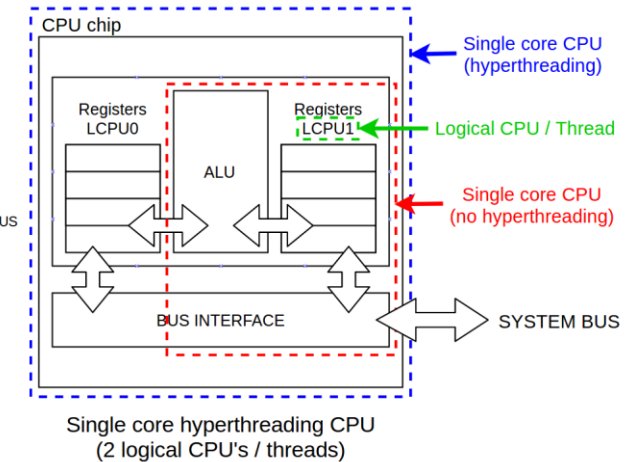 CPU chip
Single core CPU
(hyperthreading)
Registers
LCPU0
Registers
LCPU1
Logical CPU / Thread
ALU
Single core CPU
(no hyperthreading)
US
BUS INTERFACE
SYSTEM BUS
Single core hyperthreading CPU
(2 logical CPU's / threads)